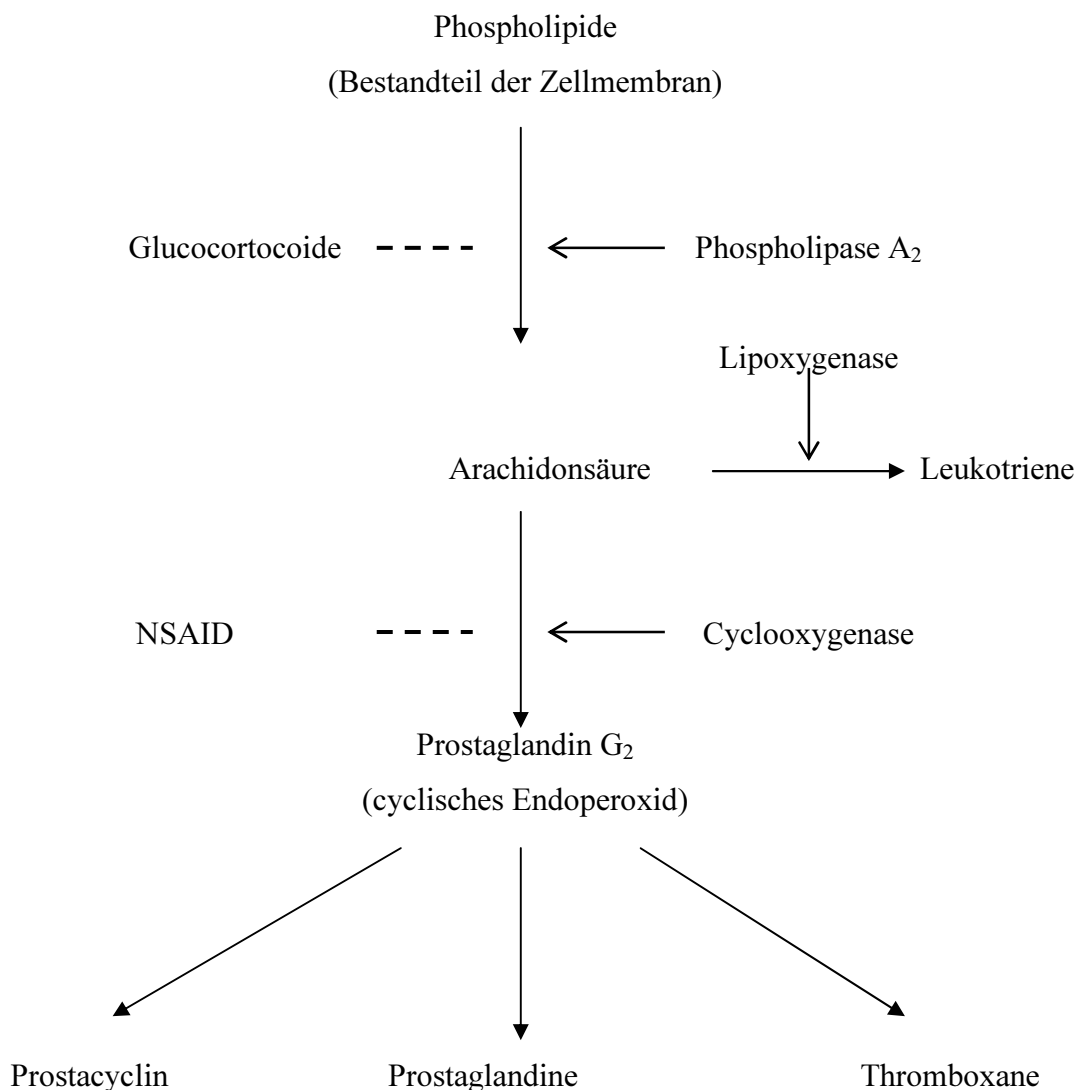 Phospholipide
(Bestandteil der Zellmembran)
Glucocortocoide
Phospholipase A₂
Lipoxygenase
Arachidonsäure
Leukotriene
NSAID
Cyclooxygenase
Prostaglandin G₂
(cyclisches Endoperoxid)
Prostacyclin
Prostaglandine
Thromboxane